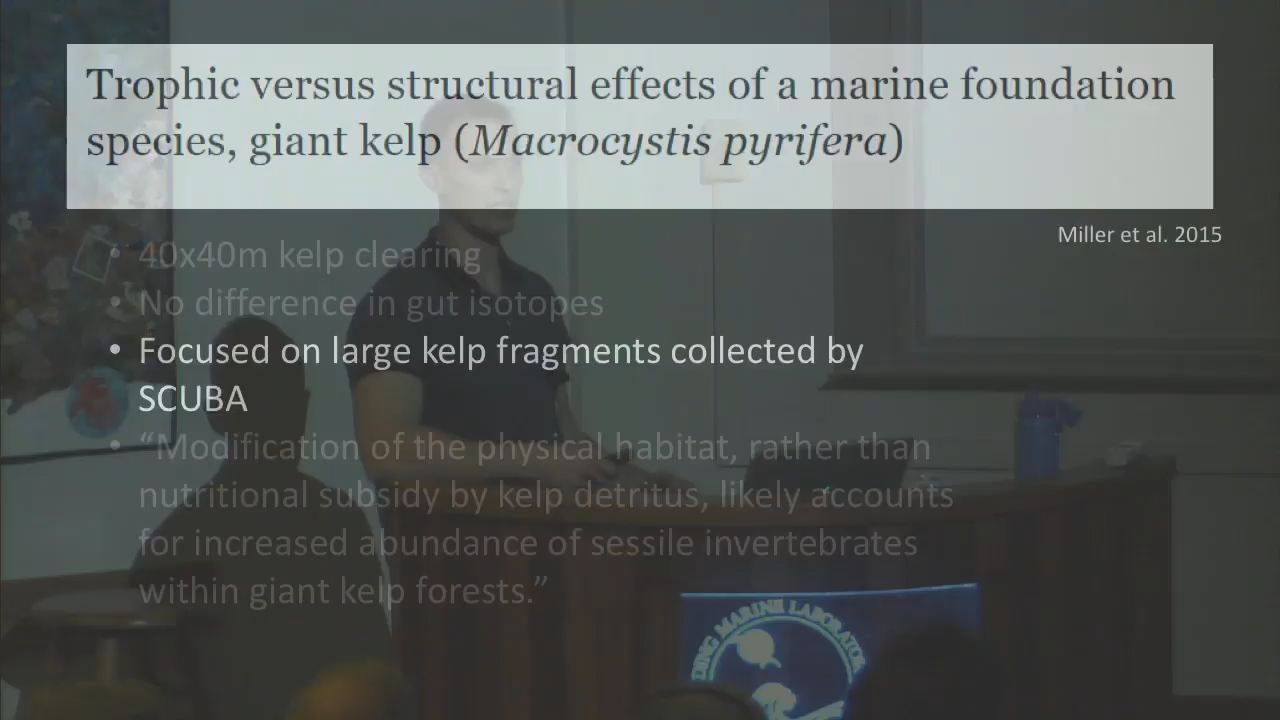 Trophic versus structural effects of a marine foundation
species, giant kelp (Macrocystis pyrifera)
Miller et al. 2015
• 40x40m kelp clearing
• No difference in gut isotopes
• Focused on large kelp fragments collected by
SCUBA
• “Modification of the physical habitat, rather than
nutritional subsidy by kelp detritus, likely accounts
for increased abundance of sessile invertebrates
within giant kelp forests.”
MARINE